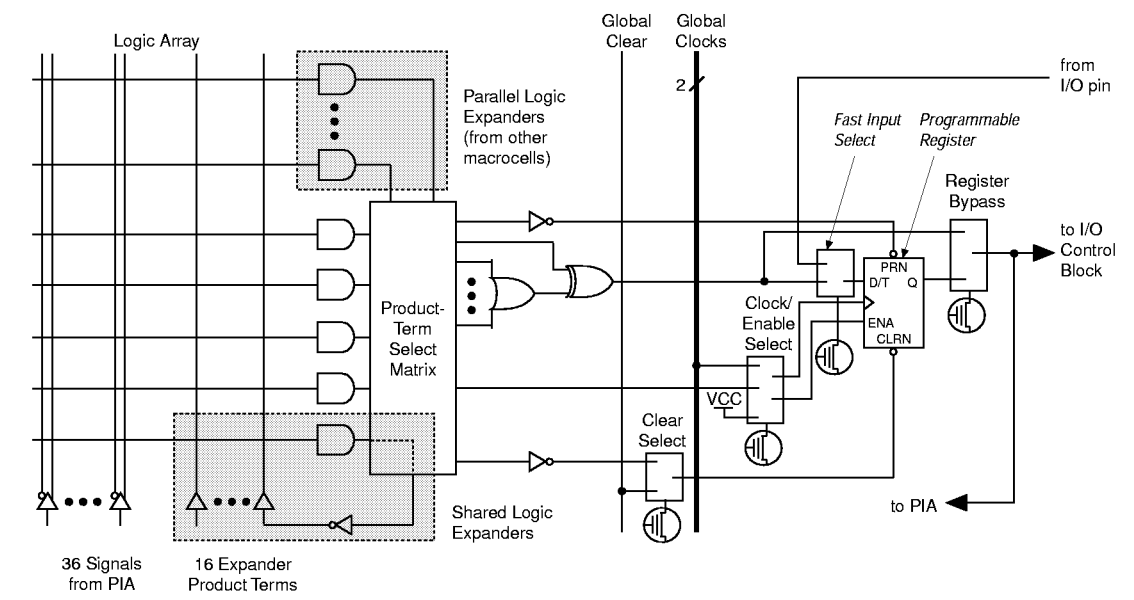 Logic Array
Parallel Logic
Expanders
(from other
macrocells)
Global
Clear
Global
Clocks
2
from
I/O pin
Fast Input
Select
Programmable
Register
Register
Bypass
to I/O
Control
Block
PRN
D/T
Q
ENA
CLRN
Product-
Term
Select
Matrix
Clock/
Enable
Select
VCC
Clear
Select
to PIA
Shared Logic
Expanders
36 Signals
from PIA
16 Expander
Product Terms